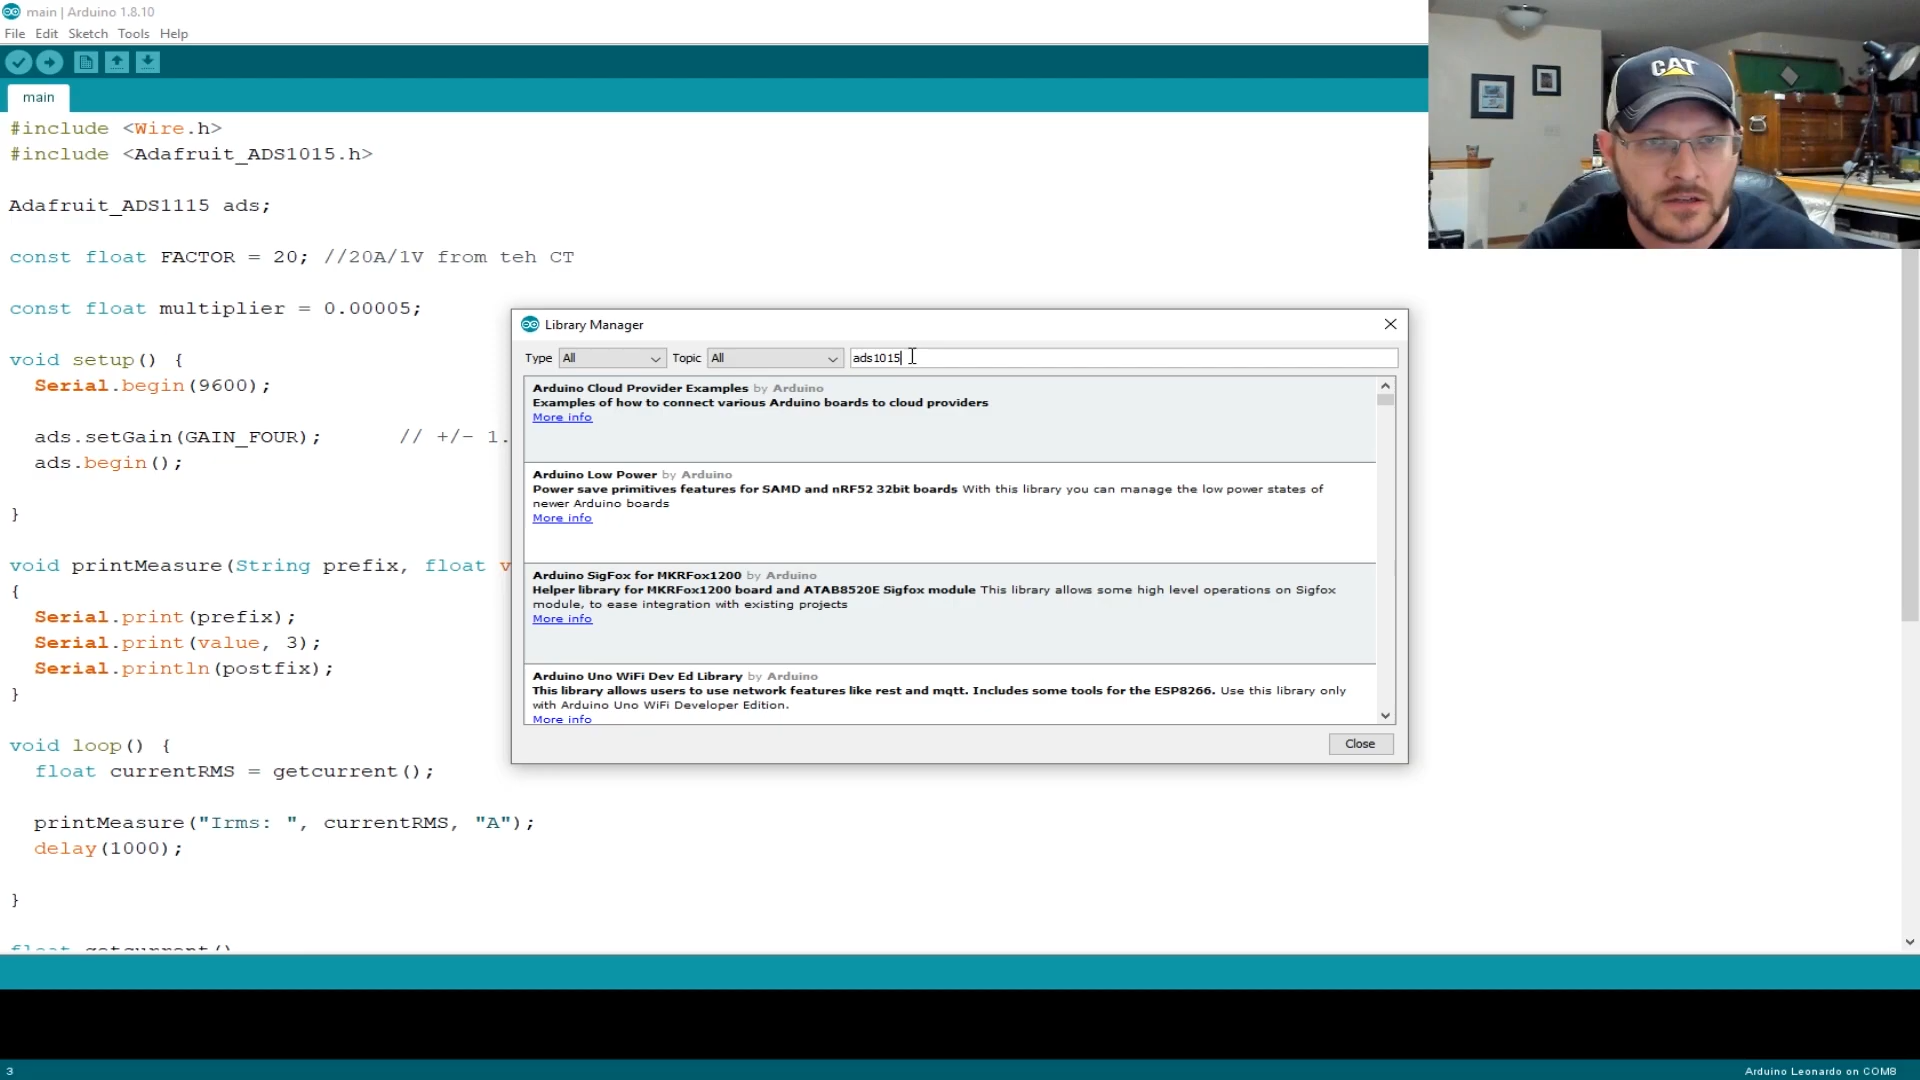 main | Arduino 1.8.10
File Edit Sketch Tools Help
main
#include <Wire.h>
#include <Adafruit_ADS1015.h>
Adafruit_ADS1115 ads;
const float FACTOR = 20; //20A/1V from teh CT
const float multiplier = 0.00005;
void setup() {
Serial.begin(9600);
ads.setGain(GAIN_FOUR); // +/- 1.
ads.begin();
}
void printMeasure(String prefix, float v
{
Serial.print(prefix);
Serial.print(value, 3);
Serial.println(postfix);
}
void loop() {
float currentRMS = getcurrent();
printMeasure("Irms: ", currentRMS, "A");
delay(1000);
}
float getcurrent()
Library Manager
Type All Topic All ads1015
Arduino Cloud Provider Examples by Arduino
Examples of how to connect various Arduino boards to cloud providers
More info
Arduino Low Power by Arduino
Power save primitives features for SAMD and nRF52 32bit boards With this library you can manage the low power states of
newer Arduino boards
More info
Arduino SigFox for MKRFox1200 by Arduino
Helper library for MKRFox1200 board and ATAB8520E Sigfox module This library allows some high level operations on Sigfox
module, to ease integration with existing projects
More info
Arduino Uno WiFi Dev Ed Library by Arduino
This library allows users to use network features like rest and mqtt. Includes some tools for the ESP8266. Use this library only
with Arduino Uno WiFi Developer Edition.
More info
Close
CAT
3
Arduino Leonardo on COM8